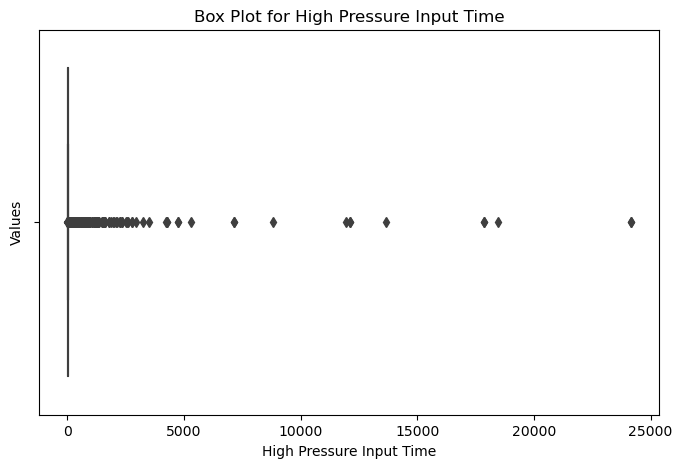 Box Plot for High Pressure Input Time
Values
0 5000 10000 15000 20000 25000
High Pressure Input Time